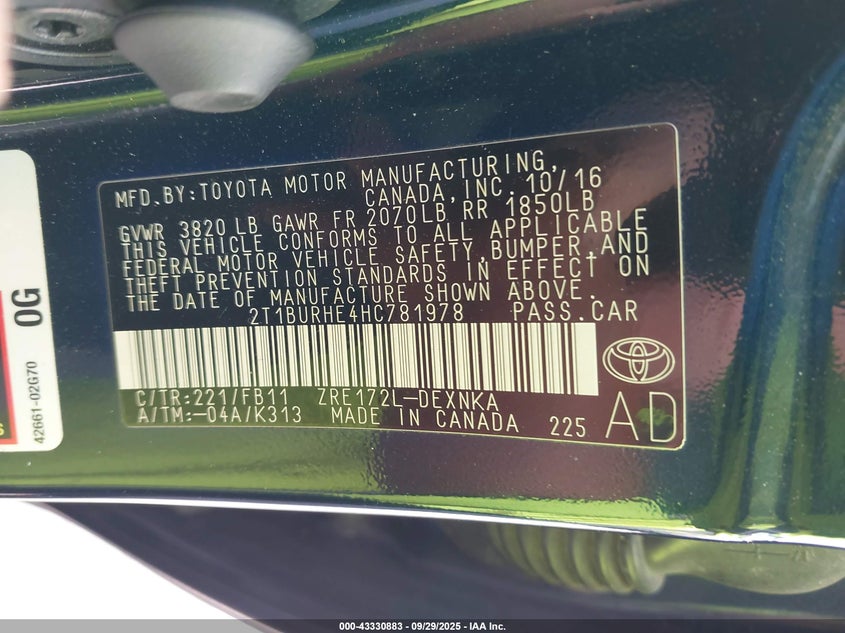 MFD.BY:TOYOTA MOTOR MANUFACTURING,
CANADA,INC. 10/16
GVWR 3820 LB GAWR FR 2070LB RR 1850LB
THIS VEHICLE CONFORMS TO ALL APPLICABLE
FEDERAL MOTOR VEHICLE SAFETY,BUMPER,AND
THEFT PREVENTION STANDARDS IN EFFECT ON
THE DATE OF MANUFACTURE SHOWN ABOVE.
2T1BURHE4HC781978 PASS.CAR
C/TR:221/FB11 ZRE172L-DEXNKA
A/TM:-04A/K313 MADE IN CANADA 225 AD
0G
42661-02G70
000-43330883 - 09/29/2025 - IAA Inc.